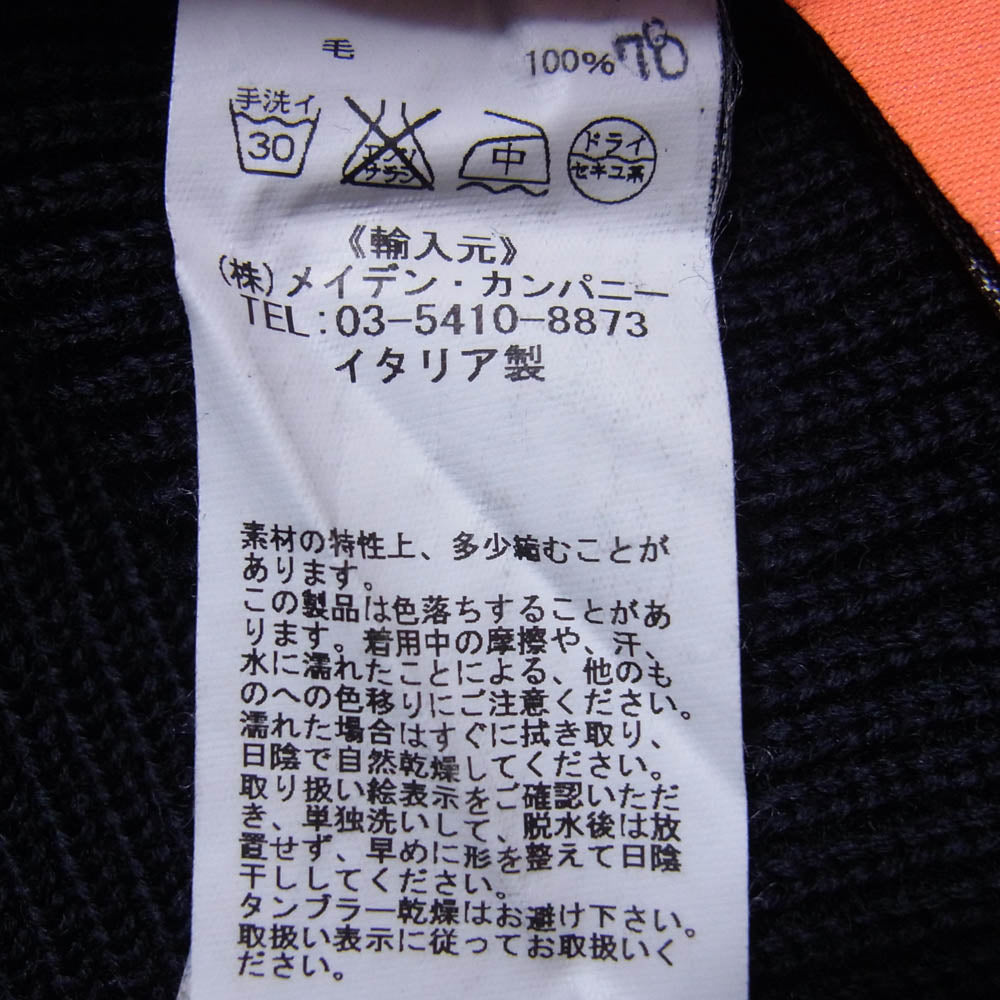 毛 100%
手洗イ
30
エンソ
サラシ
中
ドライ
セキユ系
《輸入元》
(株)メイデン・カンパニー
TEL:03-5410-8873
イタリア製
素材の特性上、多少縮むことが
あります。
この製品は色落ちすることがあ
ります。着用中の摩擦や、汗、
水に濡れたことによる、他のも
のへの色移りにご注意ください。
濡れた場合はすぐに拭き取り、
日陰で自然乾燥してください。
取り扱い絵表示をご確認いただ
き、単独洗いして、脱水後は放
置せず、早めに形を整えて日陰
干ししてください。
タンブラー乾燥はお避け下さい。
取扱い表示に従ってお取扱いく
ださい。